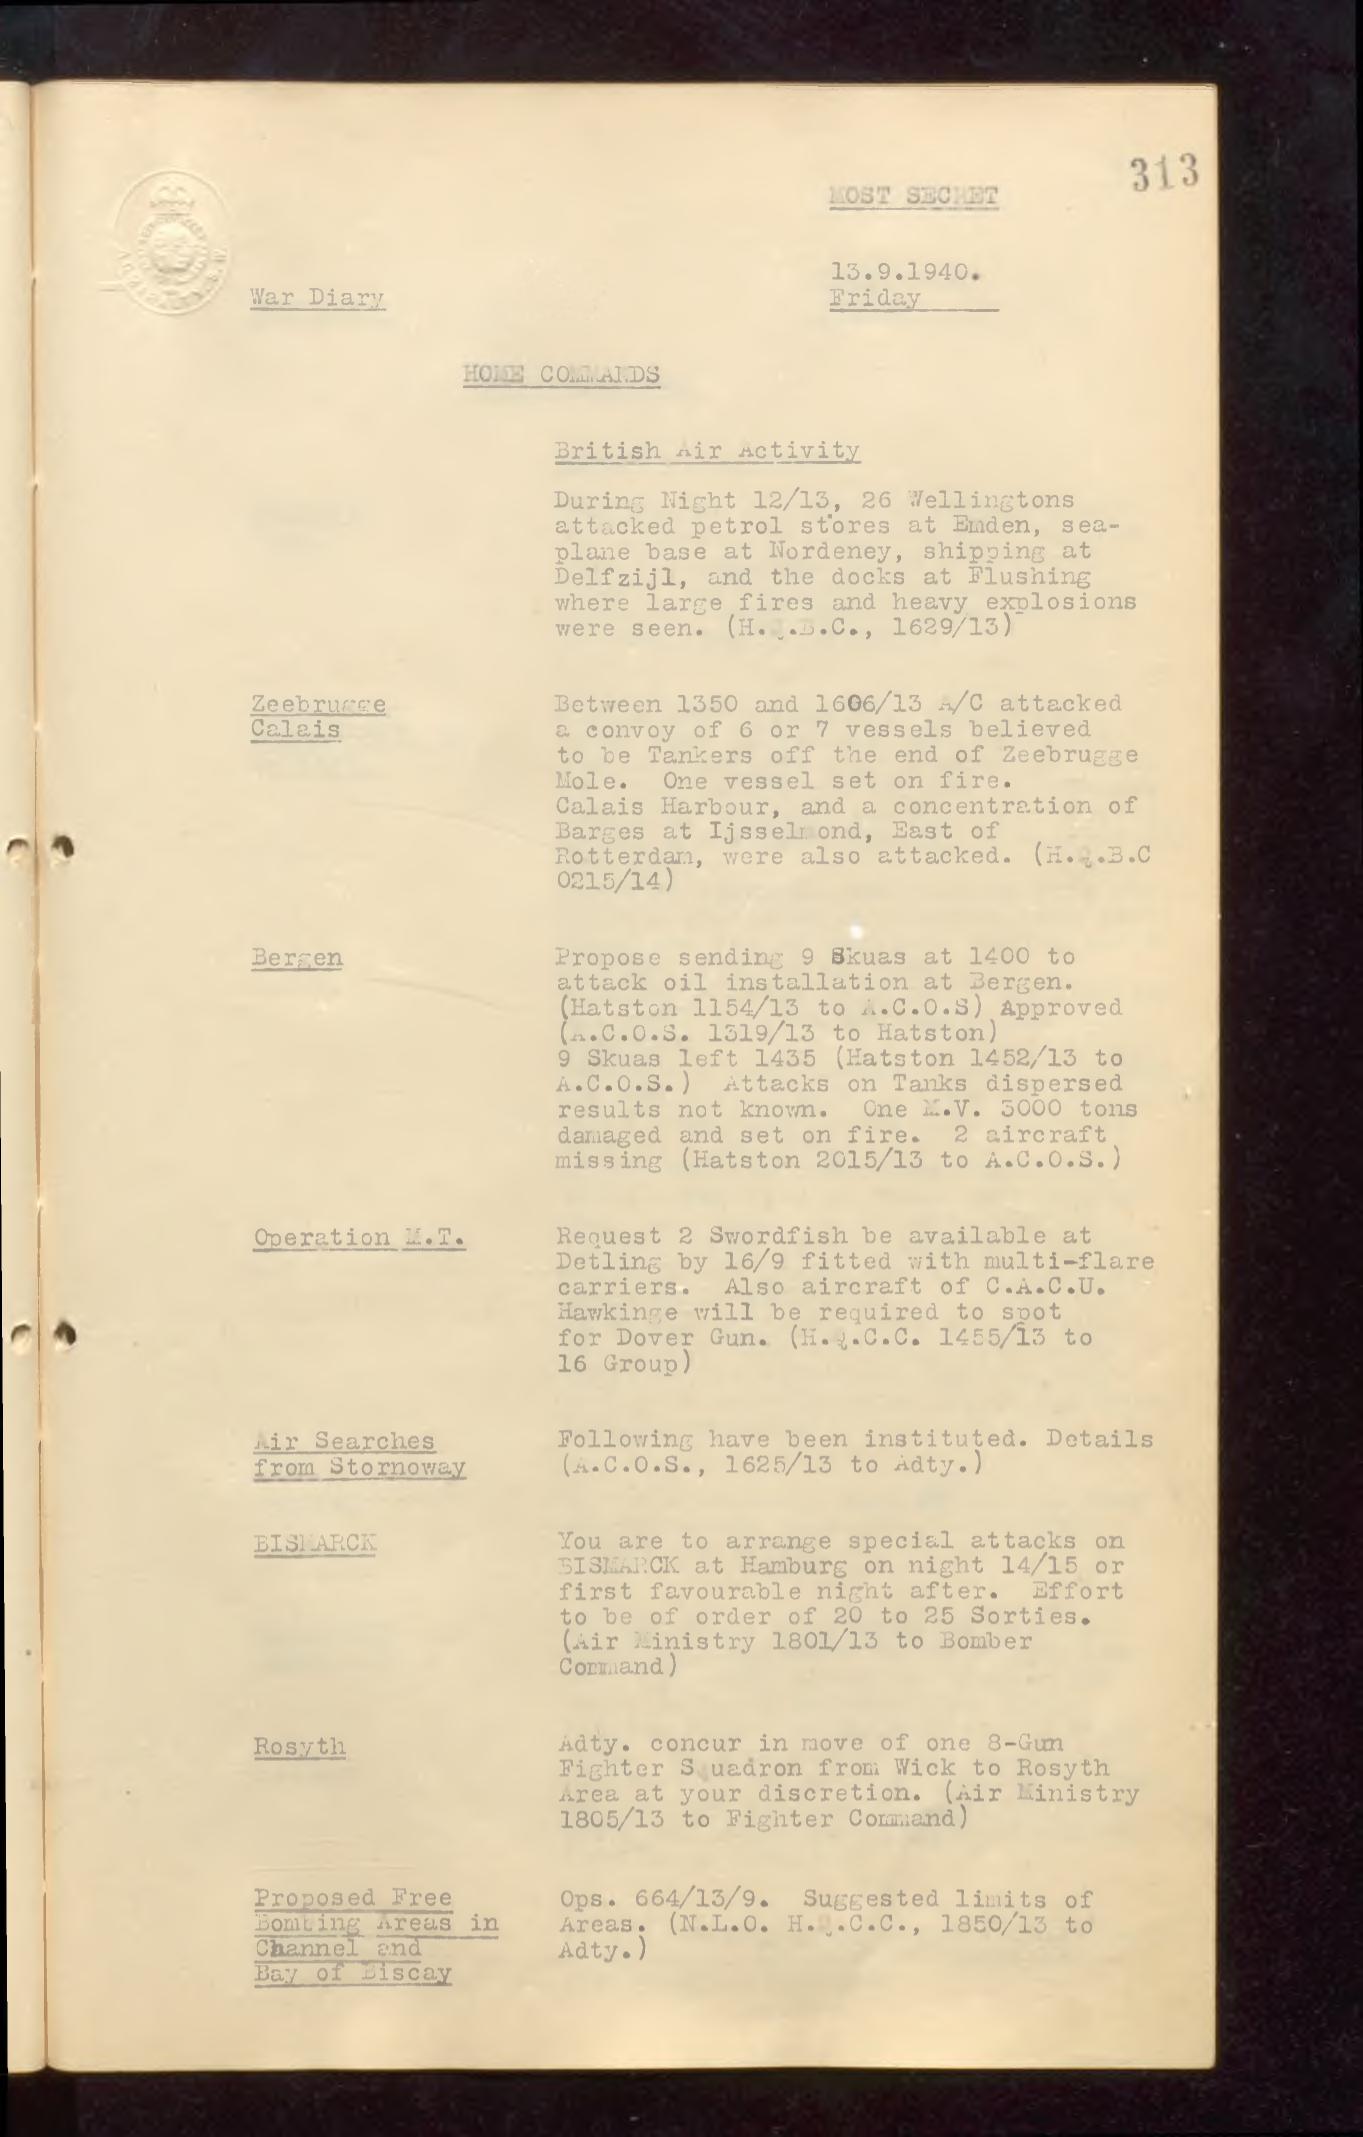 313
MOST SECRET
13.9.1940.
War Diary
Friday
HOME COMMANDS
British Air Activity
During Night 12/13, 26 Wellingtons
attacked petrol stores at Emden, sea-
plane base at Nordeney, shipping at
Delfzijl, and the docks at Flushing
where large fires and heavy explosions
were seen. (H.Q.B.C., 1629/13)
Zeebrugge
Calais
Between 1350 and 1606/13 A/C attacked
a convoy of 6 or 7 vessels believed
to be Tankers off the end of Zeebrugge
Mole. One vessel set on fire.
Calais Harbour, and a concentration of
Barges at Ijsselmond, East of
Rotterdam, were also attacked. (H.Q.B.C
0215/14)
Bergen
Propose sending 9 Skuas at 1400 to
attack oil installation at Bergen.
(Hatston 1154/13 to A.C.O.S) Approved
(A.C.O.S. 1319/13 to Hatston)
9 Skuas left 1435 (Hatston 1452/13 to
A.C.O.S.) Attacks on Tanks dispersed
results not known. One M.V. 3000 tons
damaged and set on fire. 2 aircraft
missing (Hatston 2015/13 to A.C.O.S.)
Operation M.T.
Request 2 Swordfish be available at
Detling by 16/9 fitted with multi-flare
carriers. Also aircraft of C.A.C.U.
Hawkinge will be required to spot
for Dover Gun. (H.Q.C.C. 1455/13 to
16 Group)
Air Searches
from Stornoway
Following have been instituted. Details
(A.C.O.S., 1625/13 to Adty.)
BISMARCK
You are to arrange special attacks on
BISMARCK at Hamburg on night 14/15 or
first favourable night after. Effort
to be of order of 20 to 25 Sorties.
(Air Ministry 1801/13 to Bomber
Command)
Rosyth
Adty. concur in move of one 8-Gun
Fighter Squadron from Wick to Rosyth
Area at your discretion. (Air Ministry
1805/13 to Fighter Command)
Proposed Free
Bombing Areas in
Channel and
Bay of Biscay
Ops. 664/13/9. Suggested limits of
Areas. (N.L.O. H.Q.C.C., 1850/13 to
Adty.)